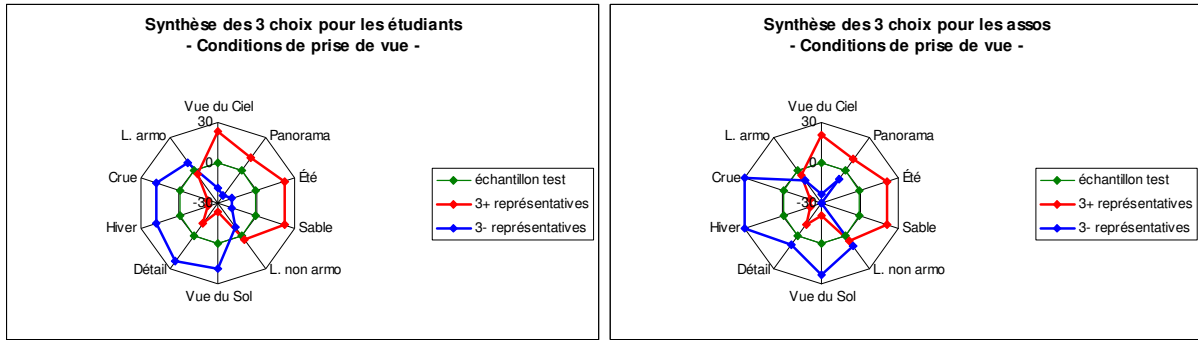 Synthèse des 3 choix pour les étudiants
- Conditions de prise de vue -
Vue du Ciel
30
L. armo
Panorama
0
Crue
Été
-30
Hiver
Sable
Détail
L. non armo
Vue du Sol
échantillon test
3+ représentatives
3- représentatives
Synthèse des 3 choix pour les assos
- Conditions de prise de vue -
Vue du Ciel
30
L. armo
Panorama
0
Crue
Été
-30
Hiver
Sable
Détail
L. non armo
Vue du Sol
échantillon test
3+ représentatives
3- représentatives